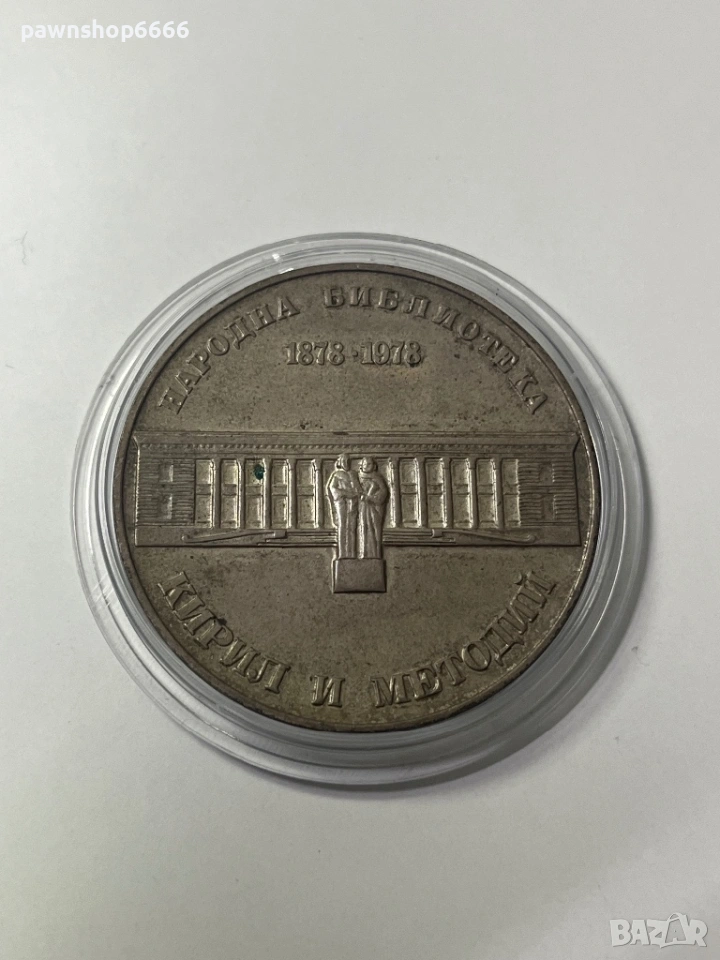 pawnshop6666
НАРОДНА БИБЛИОТЕКА
1878·1978
КИРИЛ И МЕТОДИЙ
BAZAR